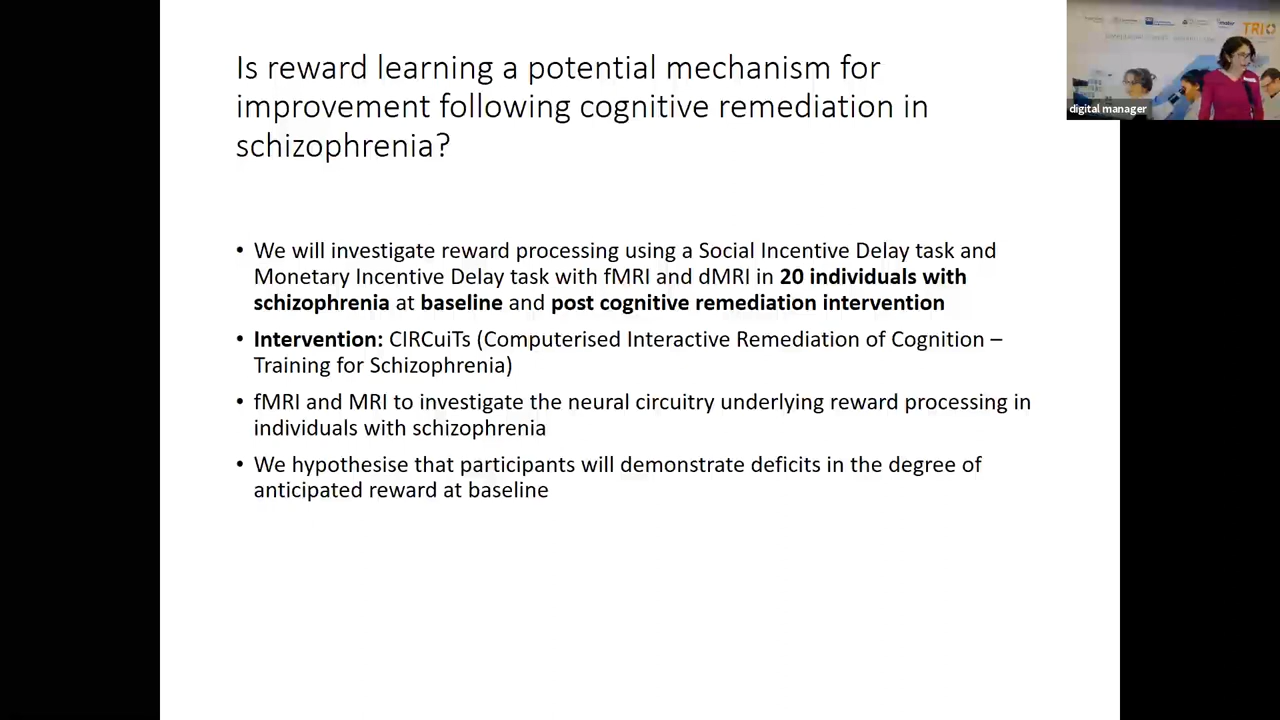 Is reward learning a potential mechanism for
improvement following cognitive remediation in
schizophrenia?
• We will investigate reward processing using a Social Incentive Delay task and
Monetary Incentive Delay task with fMRI and dMRI in 20 individuals with
schizophrenia at baseline and post cognitive remediation intervention
• Intervention: CIRCuiTs (Computerised Interactive Remediation of Cognition –
Training for Schizophrenia)
• fMRI and MRI to investigate the neural circuitry underlying reward processing in
individuals with schizophrenia
• We hypothesise that participants will demonstrate deficits in the degree of
anticipated reward at baseline
TRI
digital manager